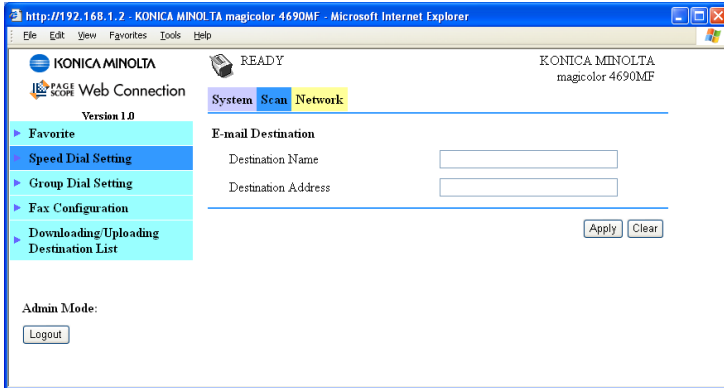 http://192.168.1.2 - KONICA MINOLTA magicolor 4690MF - Microsoft Internet Explorer
File Edit View Favorites Tools Help
KONICA MINOLTA
PAGE SCOPE Web Connection
Version 1.0
READY
KONICA MINOLTA
magicolor 4690MF
System Scan Network
Favorite
Speed Dial Setting
Group Dial Setting
Fax Configuration
Downloading/Uploading
Destination List
E-mail Destination
Destination Name
Destination Address
Apply Clear
Admin Mode:
Logout